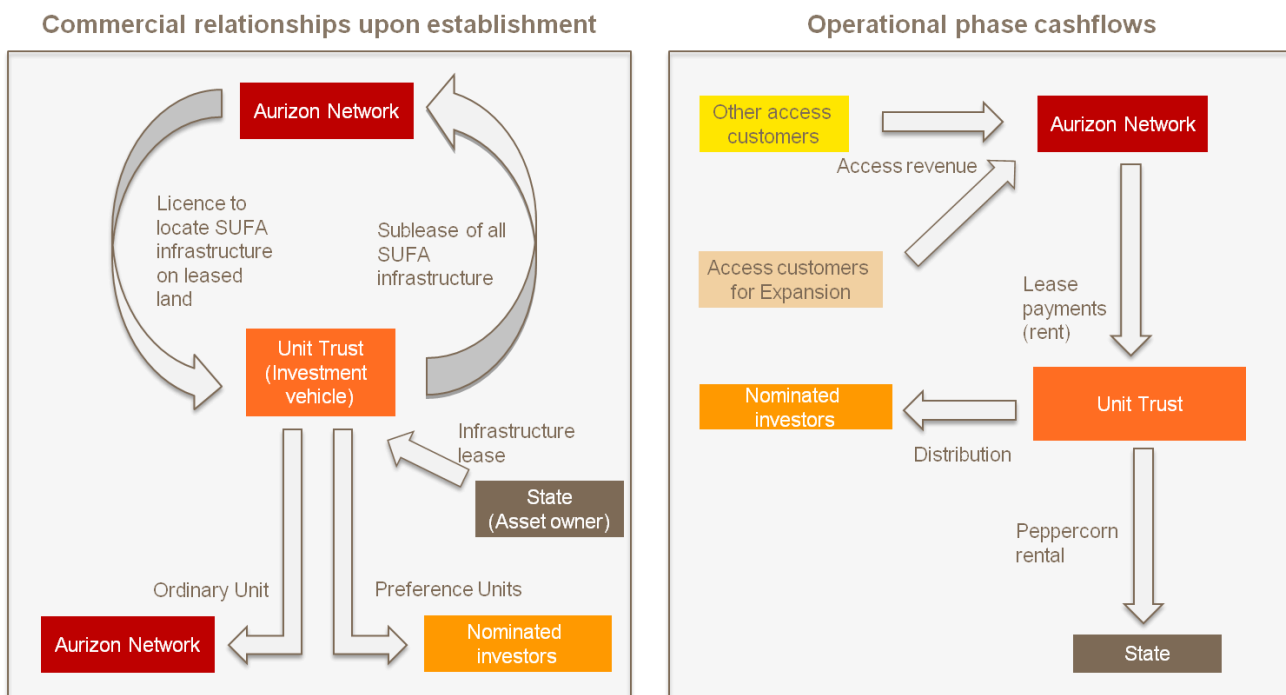 Commercial relationships upon establishment
Aurizon Network
Licence to
locate SUFA
infrastructure
on leased
land
Sublease of all
SUFA
infrastructure
Unit Trust
(Investment
vehicle)
Infrastructure
lease
State
(Asset owner)
Ordinary Unit
Preference Units
Aurizon Network
Nominated
investors
Operational phase cashflows
Other access
customers
Aurizon Network
Access revenue
Access customers
for Expansion
Lease
payments
(rent)
Nominated
investors
Unit Trust
Distribution
Peppercorn
rental
State